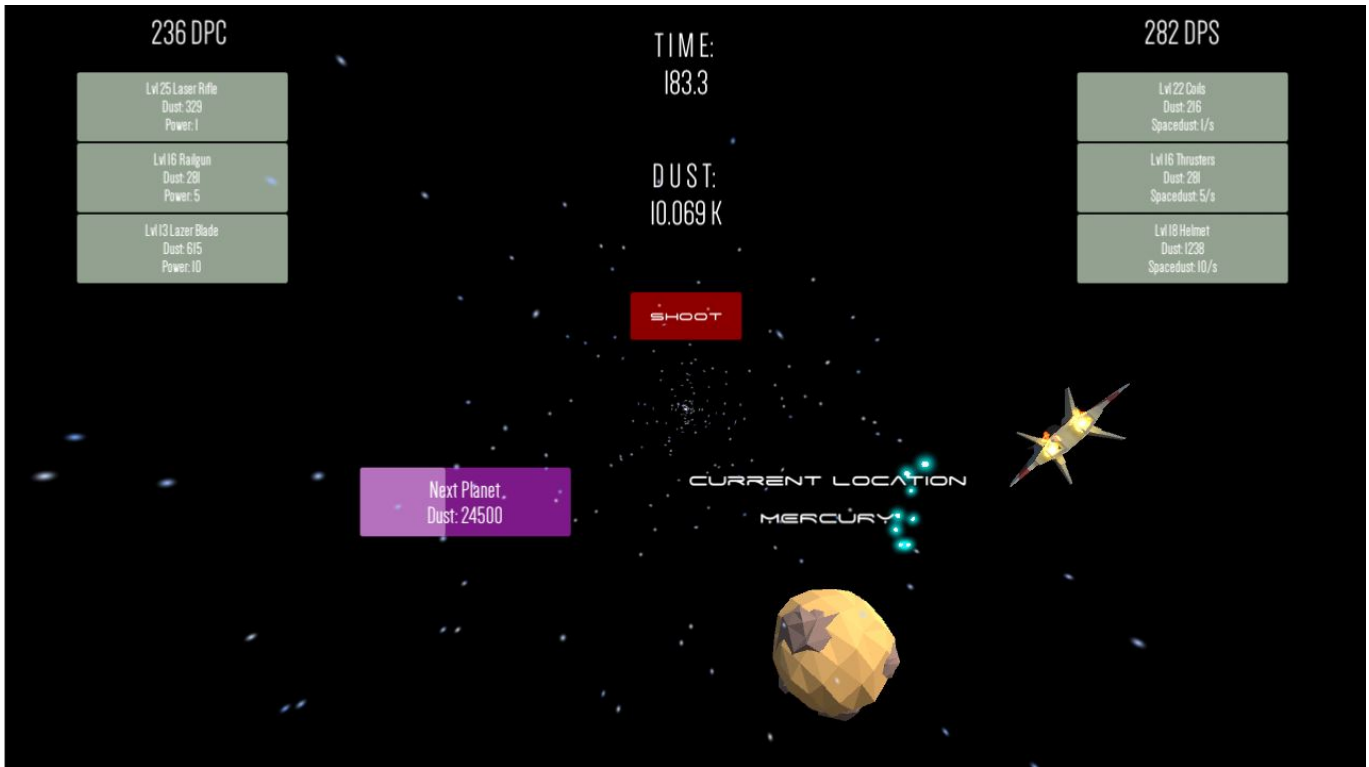 236 DPC
Lvl 25 Laser Rifle
Dust: 329
Power: 1
Lvl 16 Railgun
Dust: 281
Power: 5
Lvl 13 Lazer Blade
Dust: 615
Power: 10
TIME:
183.3
DUST:
10.069 K
SHOOT
282 DPS
Lvl 22 Coils
Dust: 216
Spacedust: 1/s
Lvl 16 Thrusters
Dust: 281
Spacedust: 5/s
Lvl 18 Helmet
Dust: 1238
Spacedust: 10/s
Next Planet
Dust: 24500
CURRENT LOCATION
MERCURY